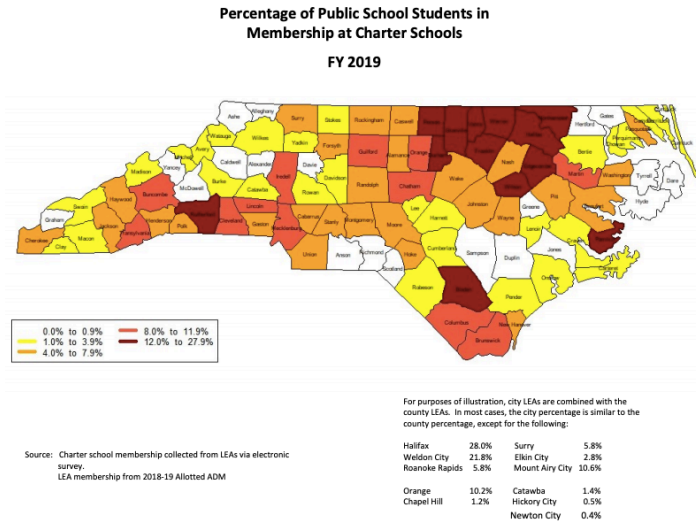 Percentage of Public School Students in
Membership at Charter Schools
FY 2019
Ashe
Alleghany
Surry
Stokes
Rockingham
Caswell
Gates
Hertford
Watauga
Wilkes
Yadkin
Forsyth
Guilford
Alamance
Orange
Bertie
Perquimans
Chowan
Avery
Mitchell
Madison
Yancey
Caldwell
Alexander
Davie
Iredell
Davidson
Nash
Martin
Washington
Tyrrell
Dare
Haywood
Buncombe
McDowell
Burke
Catawba
Rowan
Randolph
Chatham
Wake
Pitt
Beaufort
Hyde
Swain
Graham
Jackson
Henderson
Polk
Cleveland
Lincoln
Gaston
Mecklenburg
Cabarrus
Stanly
Montgomery
Moore
Lee
Harnett
Johnston
Wayne
Greene
Lenoir
Craven
Cherokee
Clay
Macon
Transylvania
Union
Anson
Richmond
Scotland
Hoke
Cumberland
Sampson
Duplin
Jones
Onslow
Carteret
Robeson
Bladen
Pender
Columbus
Brunswick
New Hanover
0.0% to 0.9%
1.0% to 3.9%
4.0% to 7.9%
8.0% to 11.9%
12.0% to 27.9%
For purposes of illustration, city LEAs are combined with the
county LEAs. In most cases, the city percentage is similar to the
county percentage, except for the following:
Halifax 28.0% Surry 5.8%
Weldon City 21.8% Elkin City 2.8%
Roanoke Rapids 5.8% Mount Airy City 10.6%
Orange 10.2% Catawba 1.4%
Chapel Hill 1.2% Hickory City 0.5%
Newton City 0.4%
Source: Charter school membership collected from LEAs via electronic
survey.
LEA membership from 2018-19 Allotted ADM